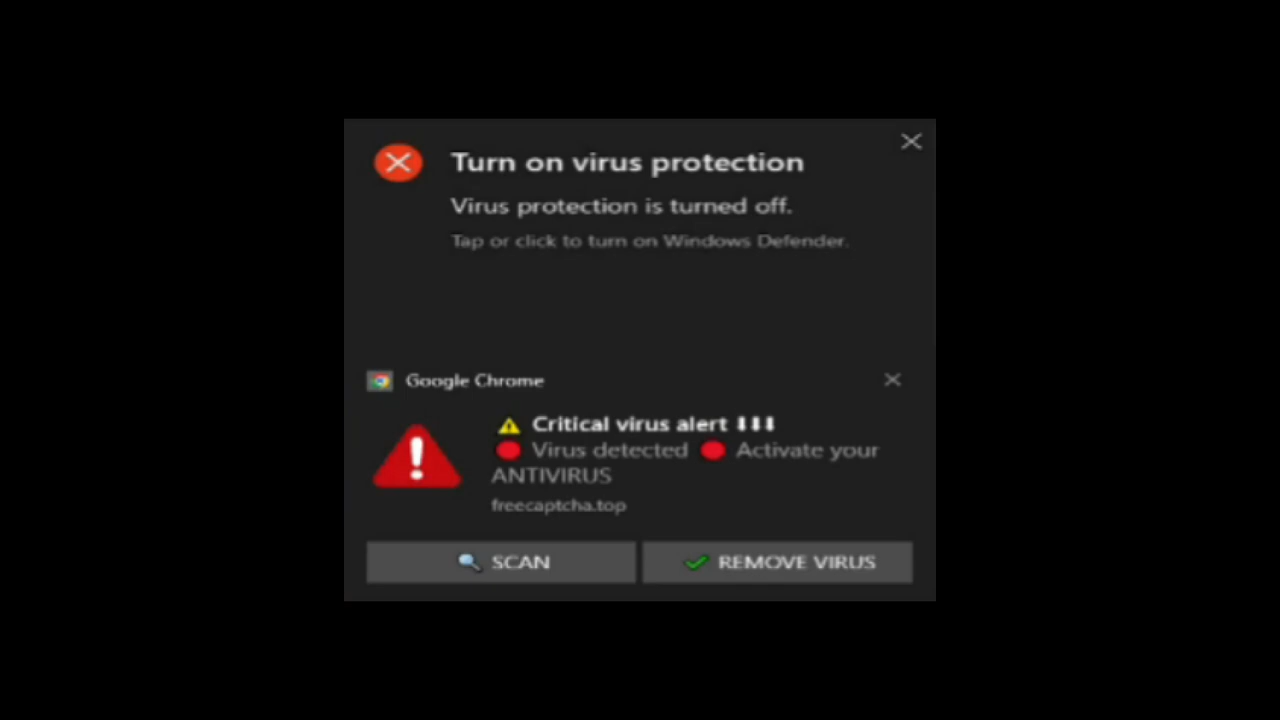 Turn on virus protection
Virus protection is turned off.
Tap or click to turn on Windows Defender.
Google Chrome
⚠ Critical virus alert ⬇⬇⬇
🔴 Virus detected 🔴 Activate your
ANTIVIRUS
freecaptcha.top
🔍 SCAN
✔ REMOVE VIRUS